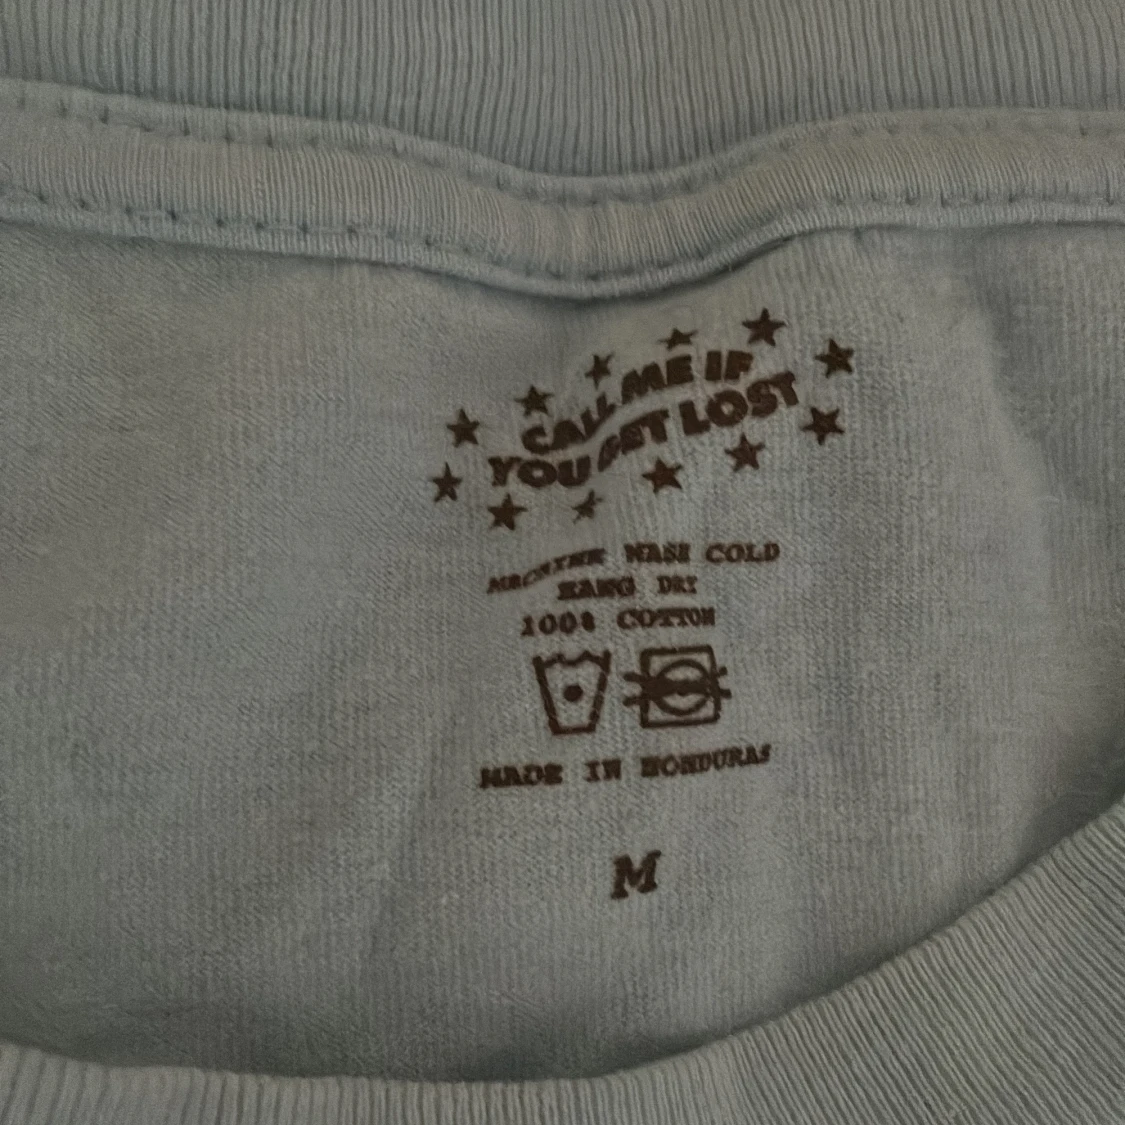 CALL ME IF
YOU GET LOST
MACHINE WASH COLD
HANG DRY
100% COTTON
MADE IN HONDURAS
M